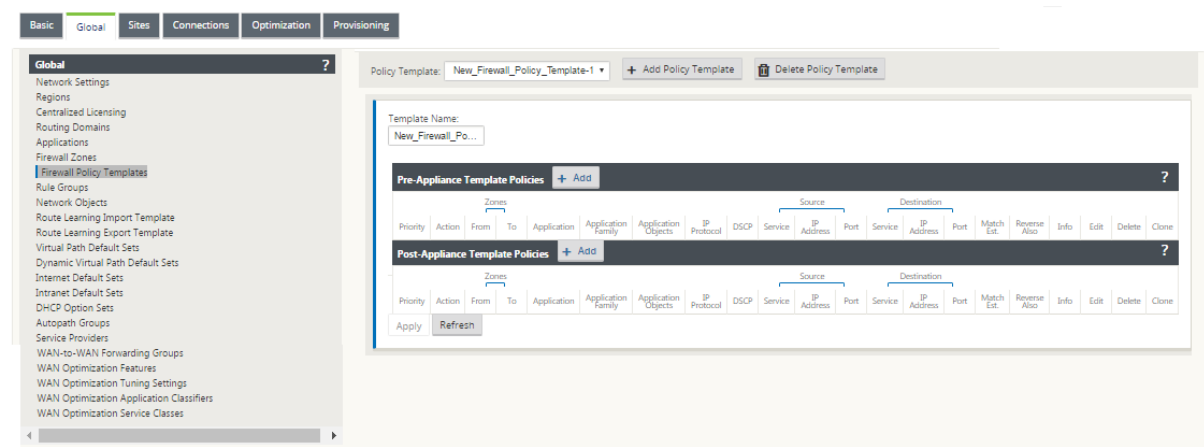 Basic Global Sites Connections Optimization Provisioning
Global ?
Network Settings
Regions
Centralized Licensing
Routing Domains
Applications
Firewall Zones
Firewall Policy Templates
Rule Groups
Network Objects
Route Learning Import Template
Route Learning Export Template
Virtual Path Default Sets
Dynamic Virtual Path Default Sets
Internet Default Sets
Intranet Default Sets
DHCP Option Sets
Autopath Groups
Service Providers
WAN-to-WAN Forwarding Groups
WAN Optimization Features
WAN Optimization Tuning Settings
WAN Optimization Application Classifiers
WAN Optimization Service Classes
Policy Template: New_Firewall_Policy_Template-1 + Add Policy Template Delete Policy Template
Template Name:
New_Firewall_Po...
Pre-Appliance Template Policies + Add ?
Zones Source Destination
Priority Action From To Application Application Family Application Objects IP Protocol DSCP Service IP Address Port Service IP Address Port Match Est. Reverse Also Info Edit Delete Clone
Post-Appliance Template Policies + Add ?
Zones Source Destination
Priority Action From To Application Application Family Application Objects IP Protocol DSCP Service IP Address Port Service IP Address Port Match Est. Reverse Also Info Edit Delete Clone
Apply Refresh